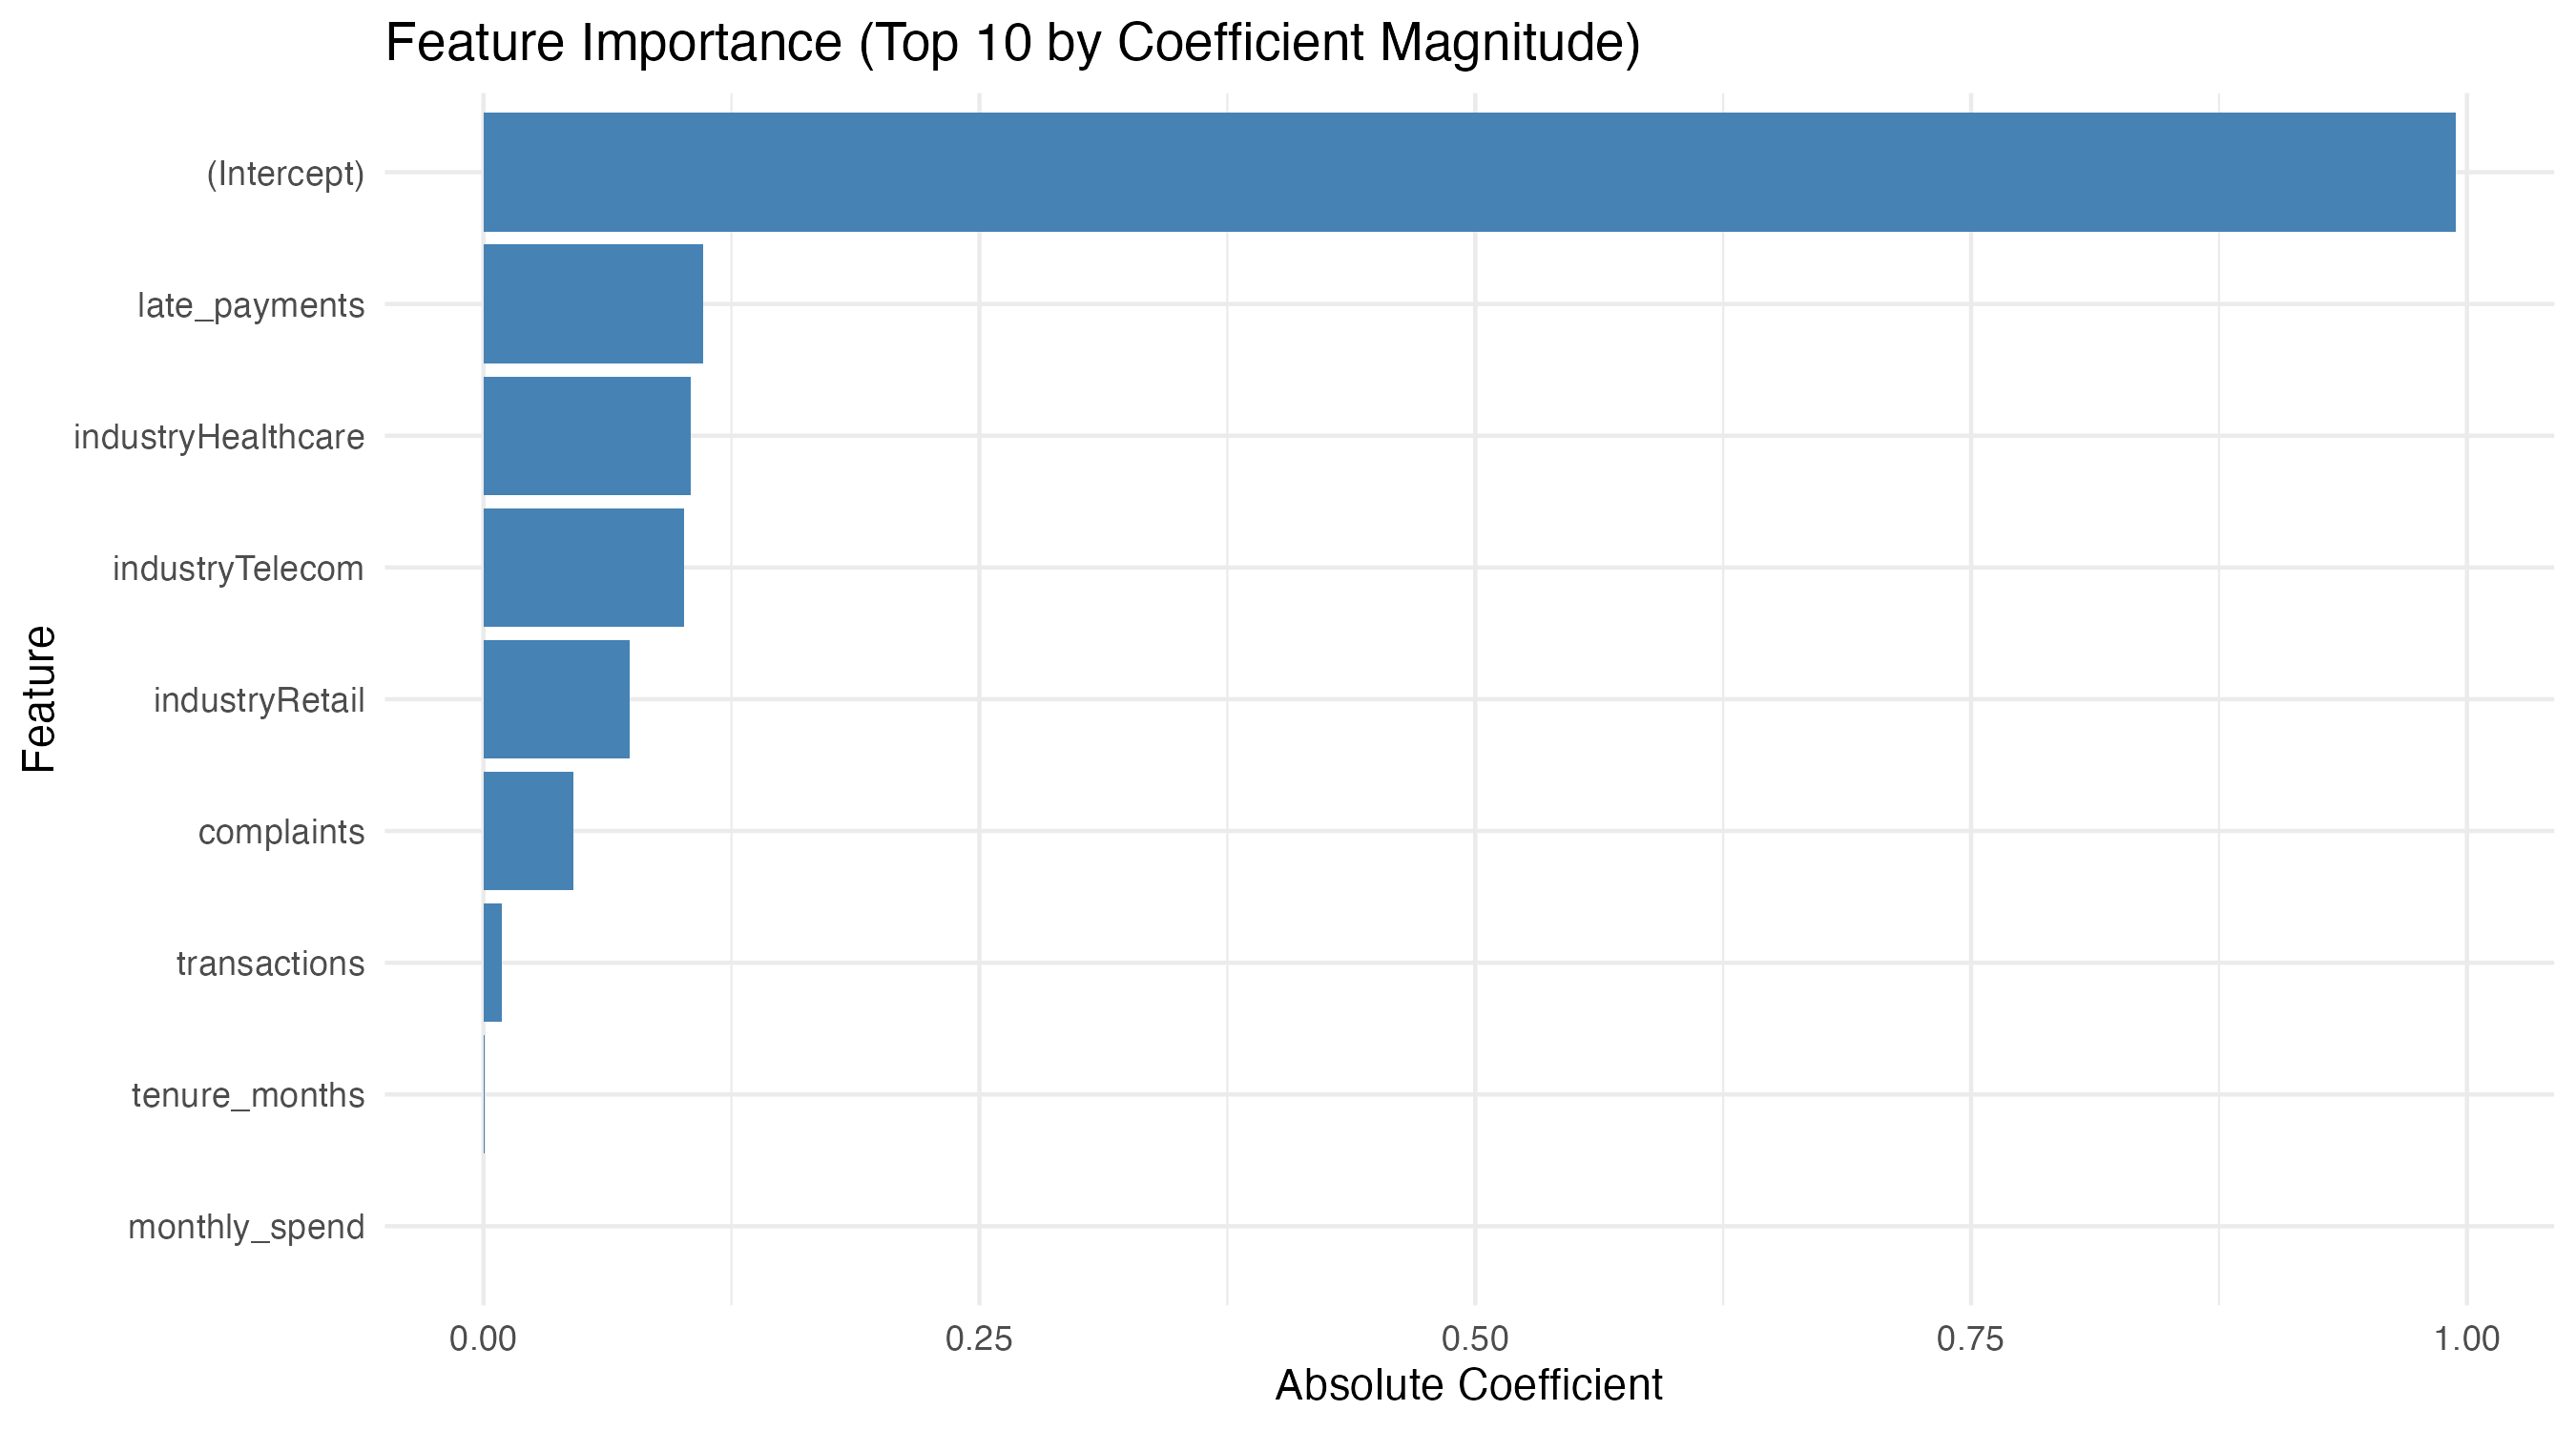 Feature Importance (Top 10 by Coefficient Magnitude)
Feature
(Intercept)
late_payments
industryHealthcare
industryTelecom
industryRetail
complaints
transactions
tenure_months
monthly_spend
0.00 0.25 0.50 0.75 1.00
Absolute Coefficient